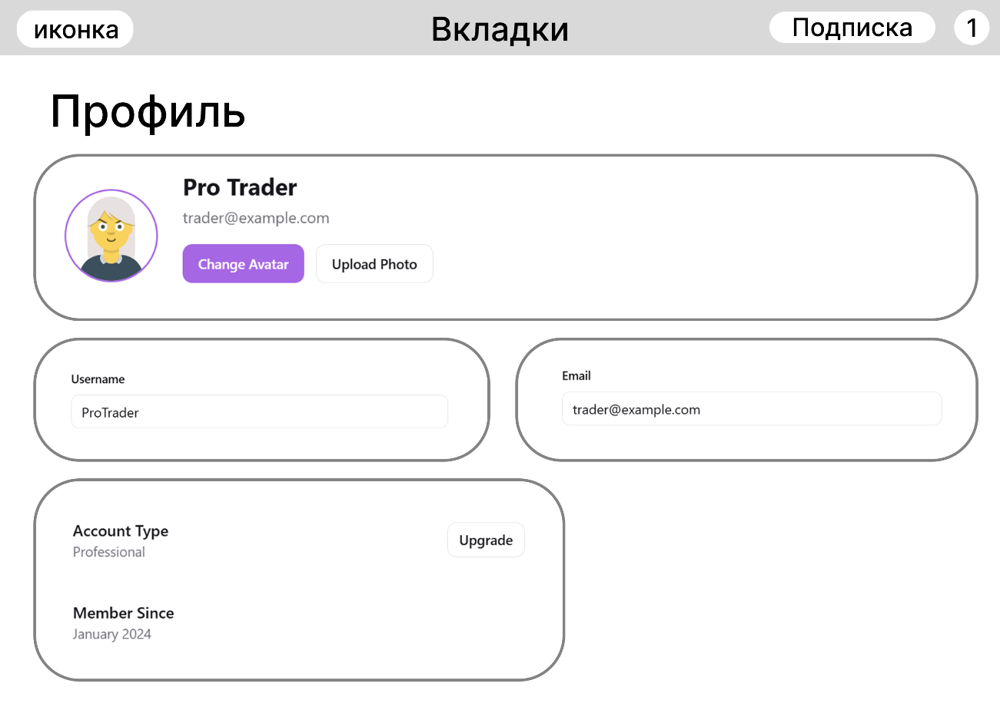 иконка
Вкладки
Подписка
1
Профиль
Pro Trader
trader@example.com
Change Avatar
Upload Photo
Username
ProTrader
Email
trader@example.com
Account Type
Professional
Upgrade
Member Since
January 2024